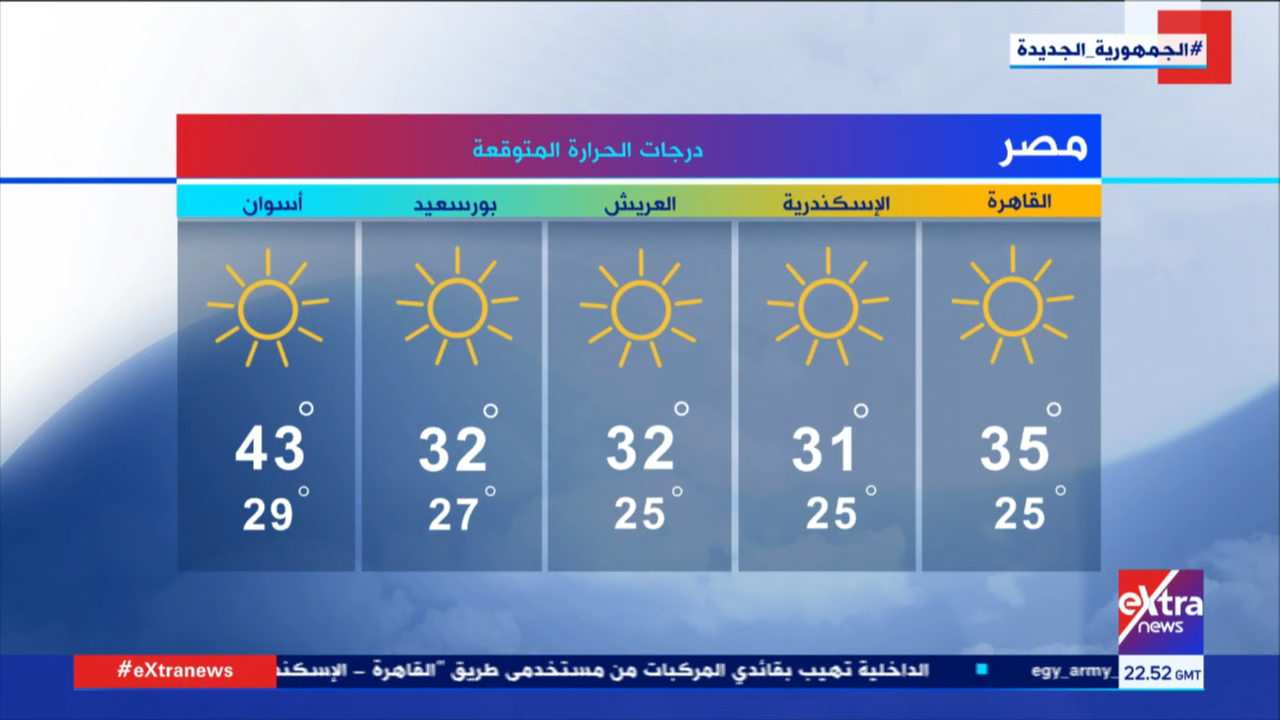 #الجمهورية_الجديدة
مصر
درجات الحرارة المتوقعة
القاهرة الإسكندرية العريش بورسعيد أسوان
35° 31° 32° 32° 43°
25° 25° 25° 27° 29°
eXtra
news
egy_army_ ■ الداخلية تهيب بقائدي المركبات من مستخدمى طريق "القاهرة – الإسكند
#eXtranews
22.52 GMT